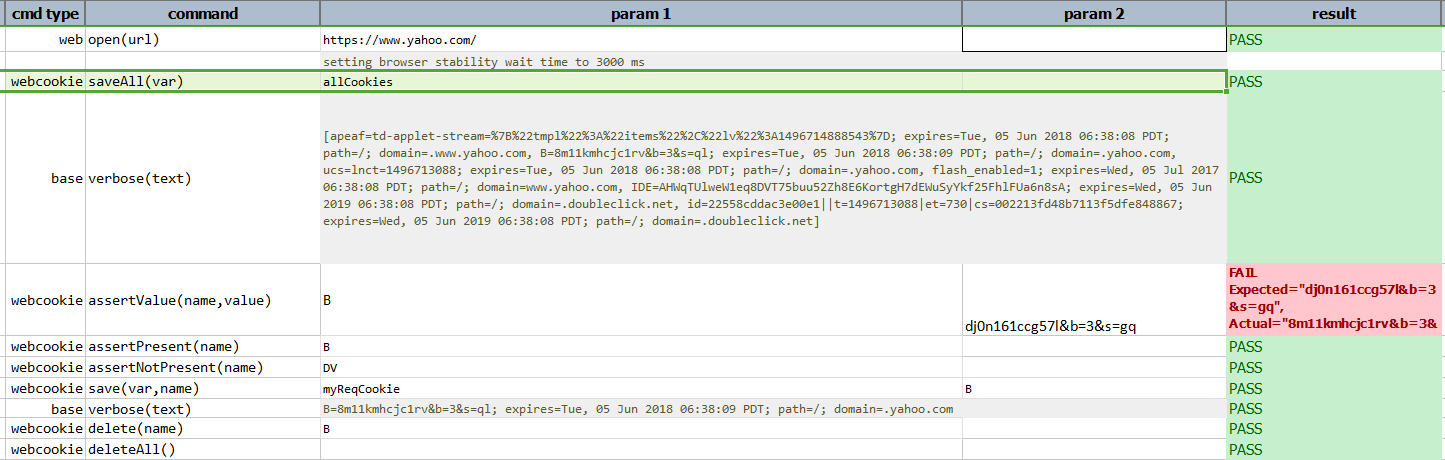 cmd type command param 1 param 2 result
web open(url) https://www.yahoo.com/ PASS
setting browser stability wait time to 3000 ms
webcookie saveAll(var) allCookies PASS
[apeaf=td-applet-stream=%7B%22tmpl%22%3A%22items%22%2C%22lv%22%3A1496714888543%7D; expires=Tue, 05 Jun 2018 06:38:08 PDT;
path=/; domain=.www.yahoo.com, B=8m11kmhcjc1rv&b=3&s=ql; expires=Tue, 05 Jun 2018 06:38:09 PDT; path=/; domain=.yahoo.com,
ucs=lnct=1496713088; expires=Tue, 05 Jun 2018 06:38:08 PDT; path=/; domain=.yahoo.com, flash_enabled=1; expires=Wed, 05 Jul 2017
base verbose(text) 06:38:08 PDT; path=/; domain=www.yahoo.com, IDE=AHWqTUlweW1eq8DVT75buu52Zh8E6KortgH7dEWuSyYkf25FhlFUa6n8sA; expires=Wed, 05 Jun PASS
2019 06:38:08 PDT; path=/; domain=.doubleclick.net, id=22558cddac3e00e1||t=1496713088|et=730|cs=002213fd48b7113f5dfe848867;
expires=Wed, 05 Jun 2019 06:38:08 PDT; path=/; domain=.doubleclick.net]
webcookie assertValue(name,value) B dj0n161ccg57l&b=3&s=gq
FAIL
Expected="dj0n161ccg57l&b=3
&s=gq",
Actual="8m11kmhcjc1rv&b=3&
webcookie assertPresent(name) B PASS
webcookie assertNotPresent(name) DV PASS
webcookie save(var,name) myReqCookie B PASS
base verbose(text) B=8m11kmhcjc1rv&b=3&s=ql; expires=Tue, 05 Jun 2018 06:38:09 PDT; path=/; domain=.yahoo.com PASS
webcookie delete(name) B PASS
webcookie deleteAll() PASS